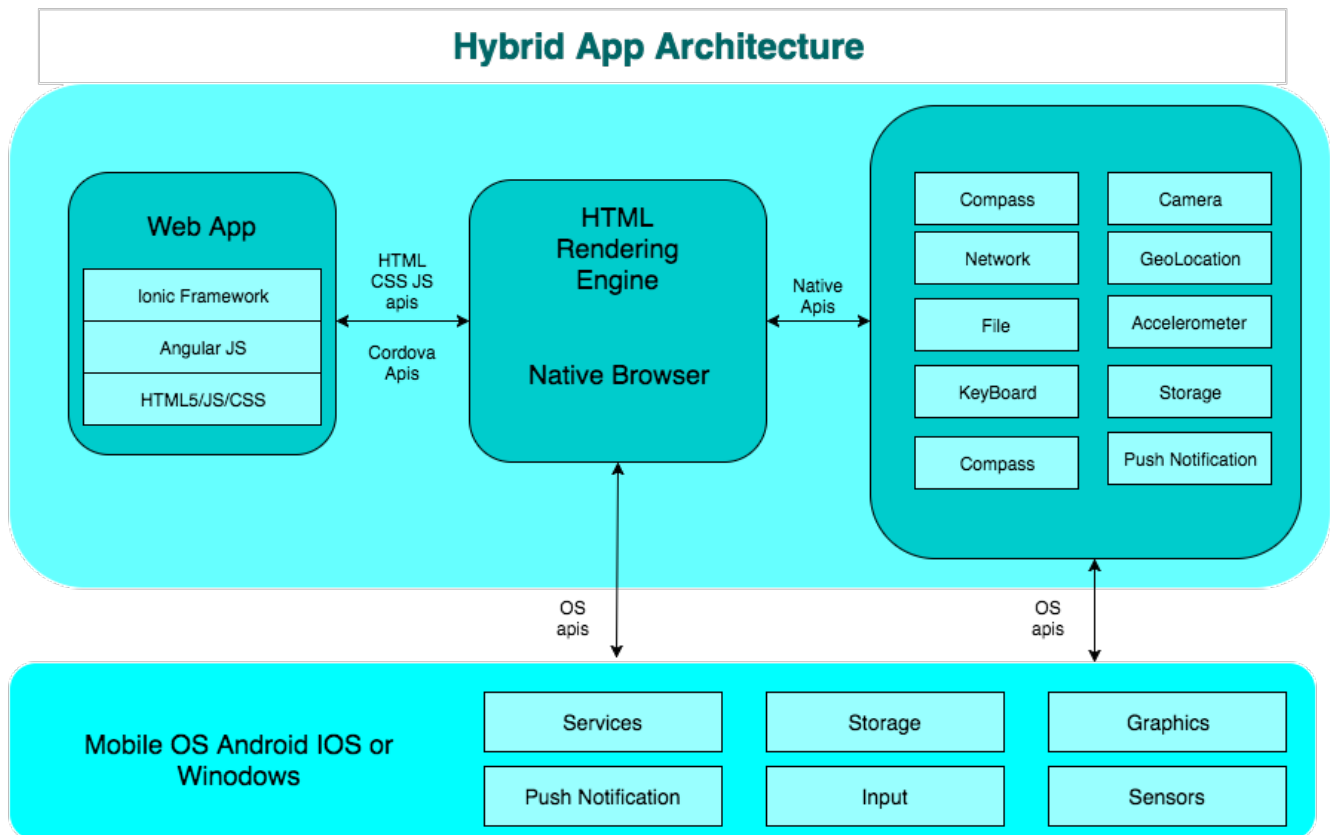 Hybrid App Architecture
Web App
Ionic Framework
Angular JS
HTML5/JS/CSS
HTML
CSS JS
apis
Cordova
Apis
HTML
Rendering
Engine
Native Browser
Native
Apis
Compass
Camera
Network
GeoLocation
File
Accelerometer
KeyBoard
Storage
Compass
Push Notification
OS
apis
OS
apis
Mobile OS Android IOS or
Winodows
Services
Storage
Graphics
Push Notification
Input
Sensors